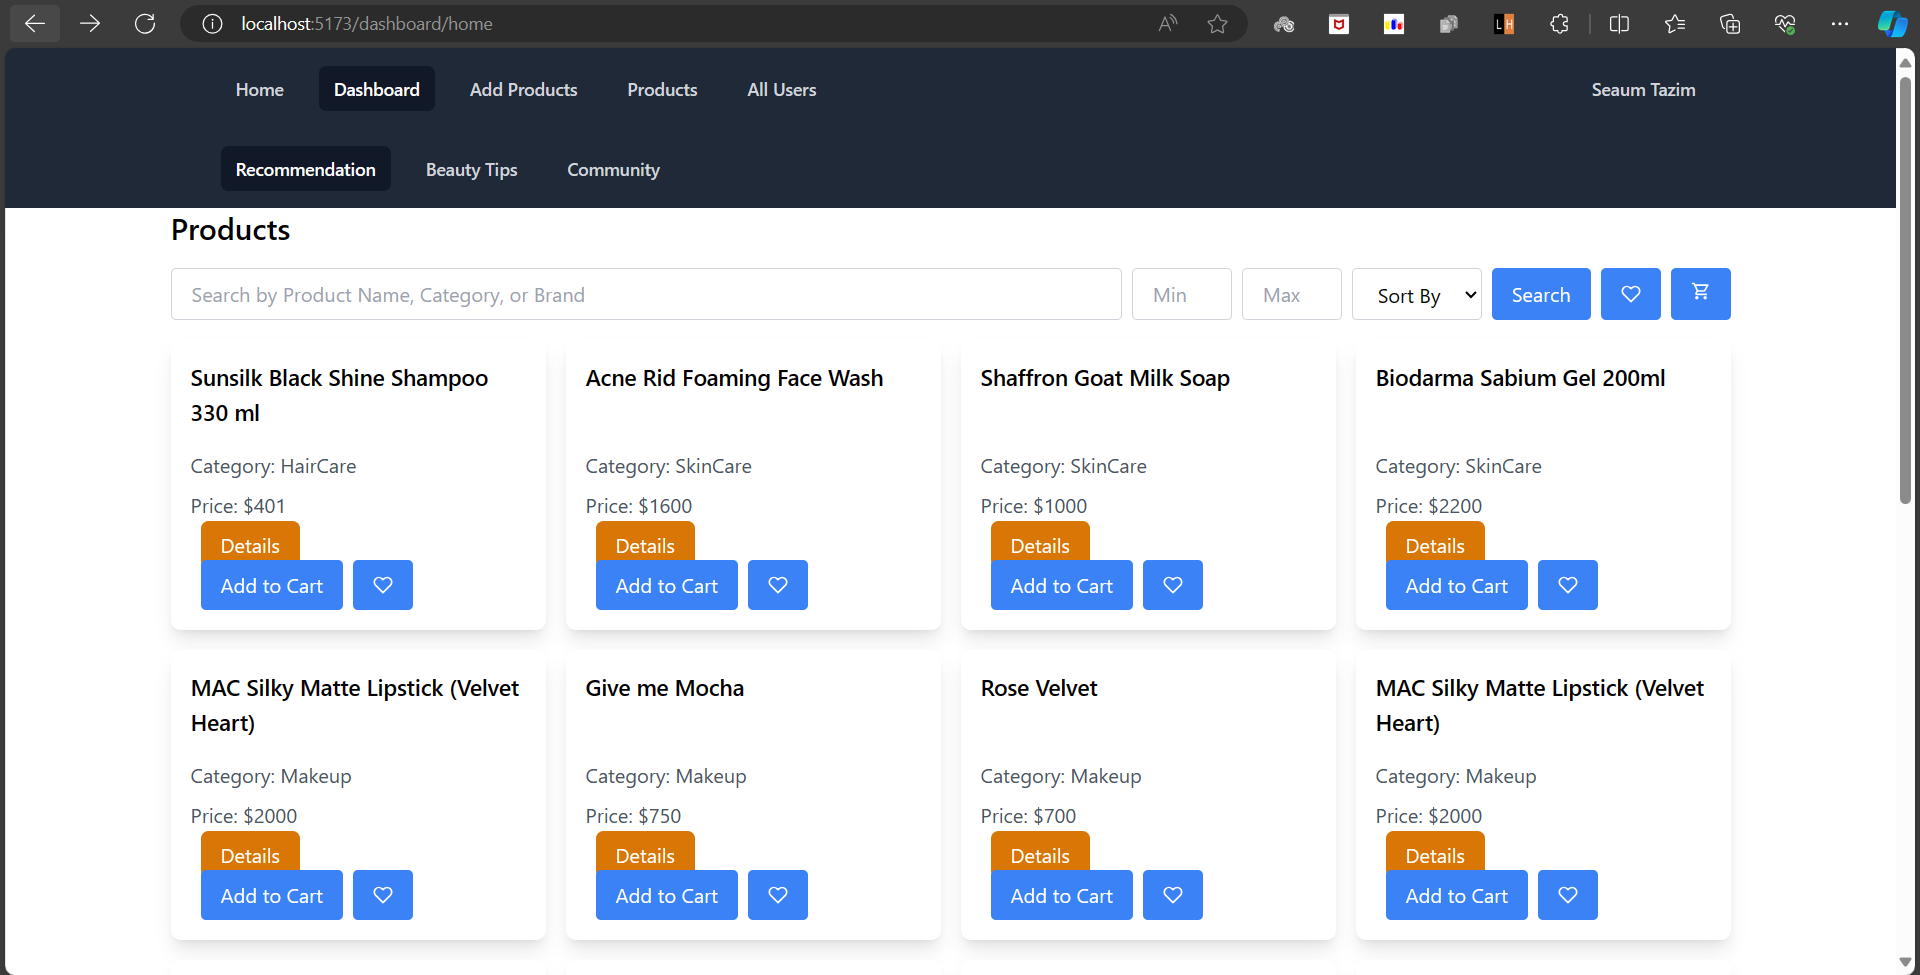 localhost:5173/dashboard/home
Home Dashboard Add Products Products All Users Seaum Tazim
Recommendation Beauty Tips Community
Products
Search by Product Name, Category, or Brand Min Max Sort By Search
Sunsilk Black Shine Shampoo
330 ml
Category: HairCare
Price: $401
Details
Add to Cart
Acne Rid Foaming Face Wash
Category: SkinCare
Price: $1600
Details
Add to Cart
Shaffron Goat Milk Soap
Category: SkinCare
Price: $1000
Details
Add to Cart
Biodarma Sabium Gel 200ml
Category: SkinCare
Price: $2200
Details
Add to Cart
MAC Silky Matte Lipstick (Velvet
Heart)
Category: Makeup
Price: $2000
Details
Add to Cart
Give me Mocha
Category: Makeup
Price: $750
Details
Add to Cart
Rose Velvet
Category: Makeup
Price: $700
Details
Add to Cart
MAC Silky Matte Lipstick (Velvet
Heart)
Category: Makeup
Price: $2000
Details
Add to Cart